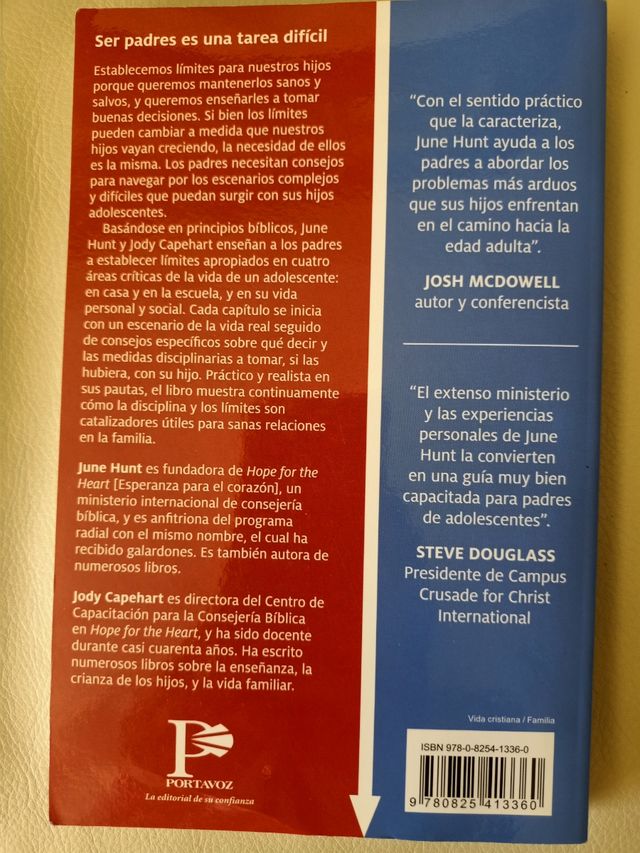 Ser padres es una tarea difícil
Establecemos límites para nuestros hijos
porque queremos mantenerlos sanos y
salvos, y queremos enseñarles a tomar
buenas decisiones. Si bien los límites
pueden cambiar a medida que nuestros
hijos vayan creciendo, la necesidad de ellos
es la misma. Los padres necesitan consejos
para navegar por los escenarios complejos
y difíciles que puedan surgir con sus hijos
adolescentes.
Basándose en principios bíblicos, June
Hunt y Jody Capehart enseñan a los padres
a establecer límites apropiados en cuatro
áreas críticas de la vida de un adolescente:
en casa y en la escuela, y en su vida
personal y social. Cada capítulo se inicia
con un escenario de la vida real seguido
de consejos específicos sobre qué decir y
las medidas disciplinarias a tomar, si las
hubiera, con su hijo. Práctico y realista en
sus pautas, el libro muestra continuamente
cómo la disciplina y los límites son
catalizadores útiles para sanas relaciones
en la familia.
June Hunt es fundadora de Hope for the
Heart [Esperanza para el corazón], un
ministerio internacional de consejería
bíblica, y es anfitriona del programa
radial con el mismo nombre, el cual ha
recibido galardones. Es también autora de
numerosos libros.
Jody Capehart es directora del Centro de
Capacitación para la Consejería Bíblica
en Hope for the Heart, y ha sido docente
durante casi cuarenta años. Ha escrito
numerosos libros sobre la enseñanza, la
crianza de los hijos, y la vida familiar.
P
PORTAVOZ
La editorial de su confianza
“Con el sentido práctico
que la caracteriza,
June Hunt ayuda a los
padres a abordar los
problemas más arduos
que sus hijos enfrentan
en el camino hacia la
edad adulta”.
JOSH MCDOWELL
autor y conferencista
“El extenso ministerio
y las experiencias
personales de June
Hunt la convierten
en una guía muy bien
capacitada para padres
de adolescentes”.
STEVE DOUGLASS
Presidente de Campus
Crusade for Christ
International
Vida cristiana / Familia
ISBN 978-0-8254-1336-0
9 780825 413360